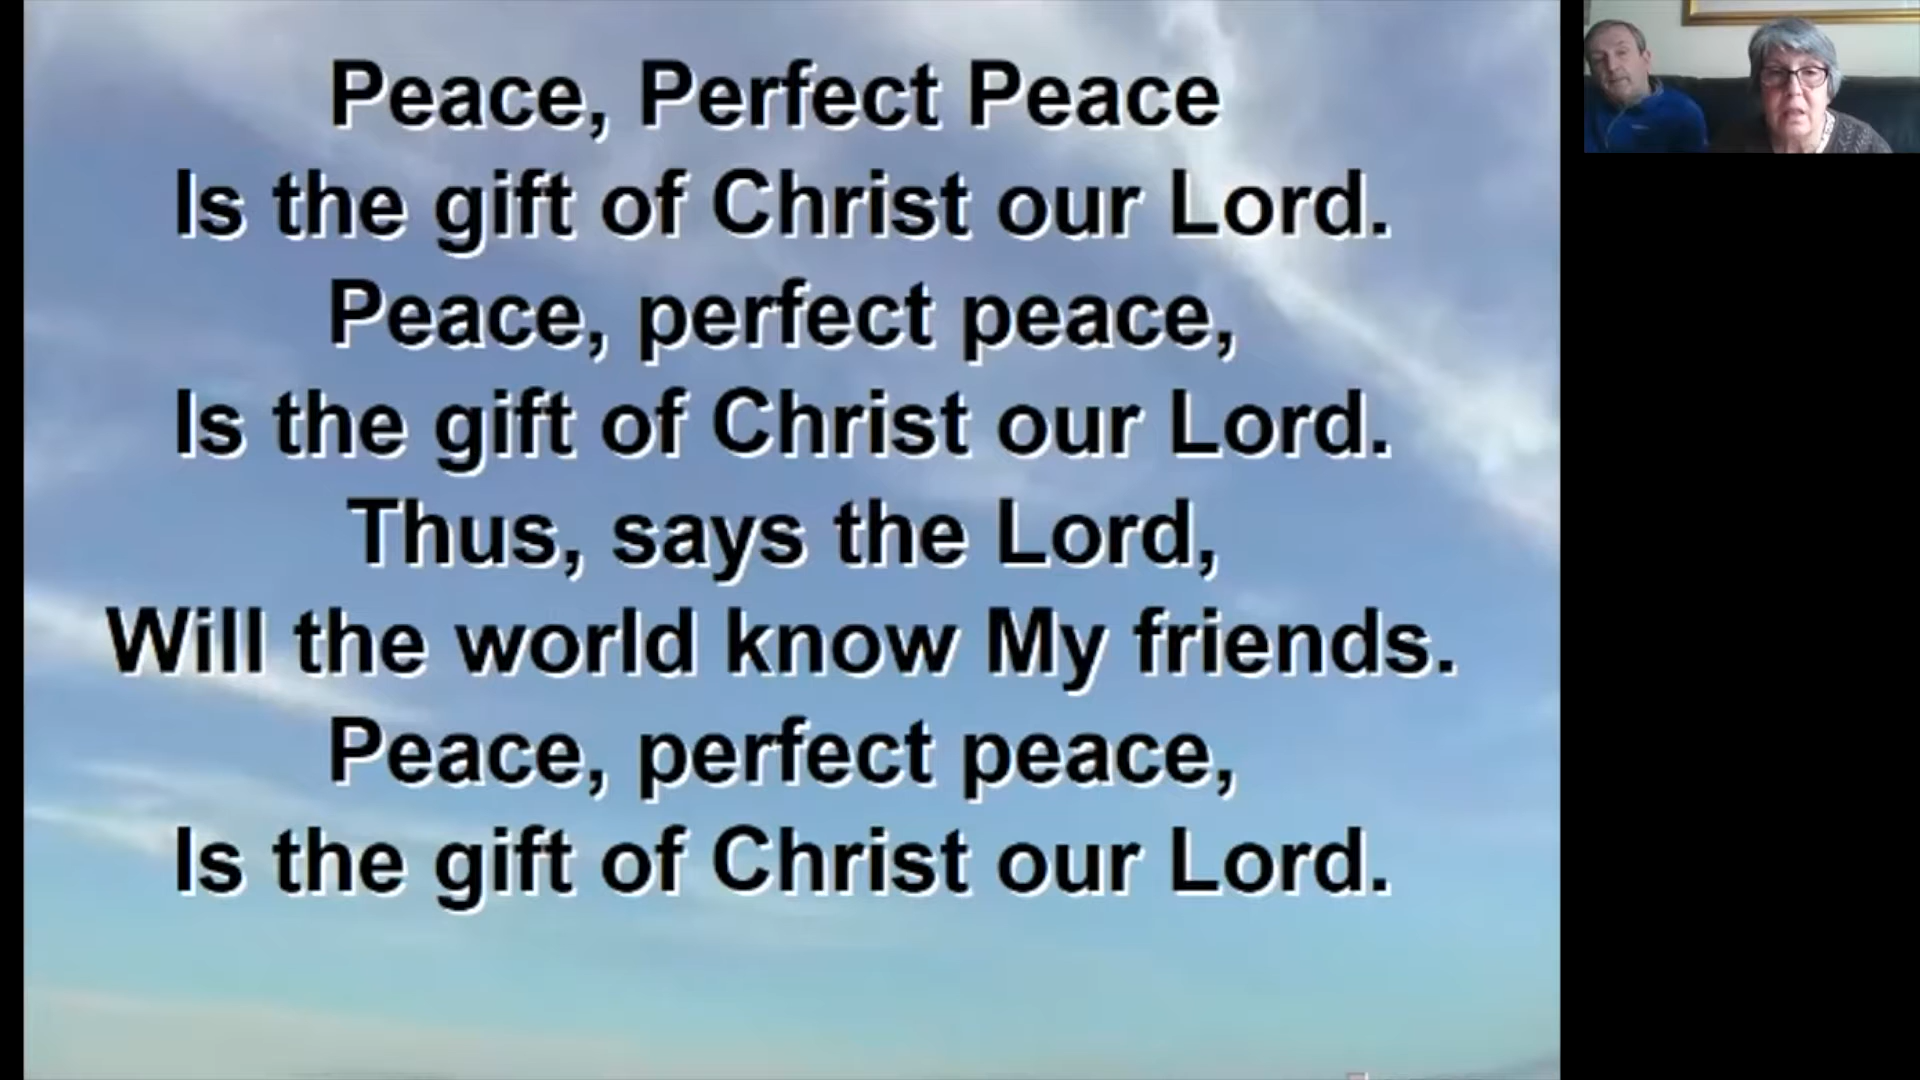 Peace, Perfect Peace
Is the gift of Christ our Lord.
Peace, perfect peace,
Is the gift of Christ our Lord.
Thus, says the Lord,
Will the world know My friends.
Peace, perfect peace,
Is the gift of Christ our Lord.